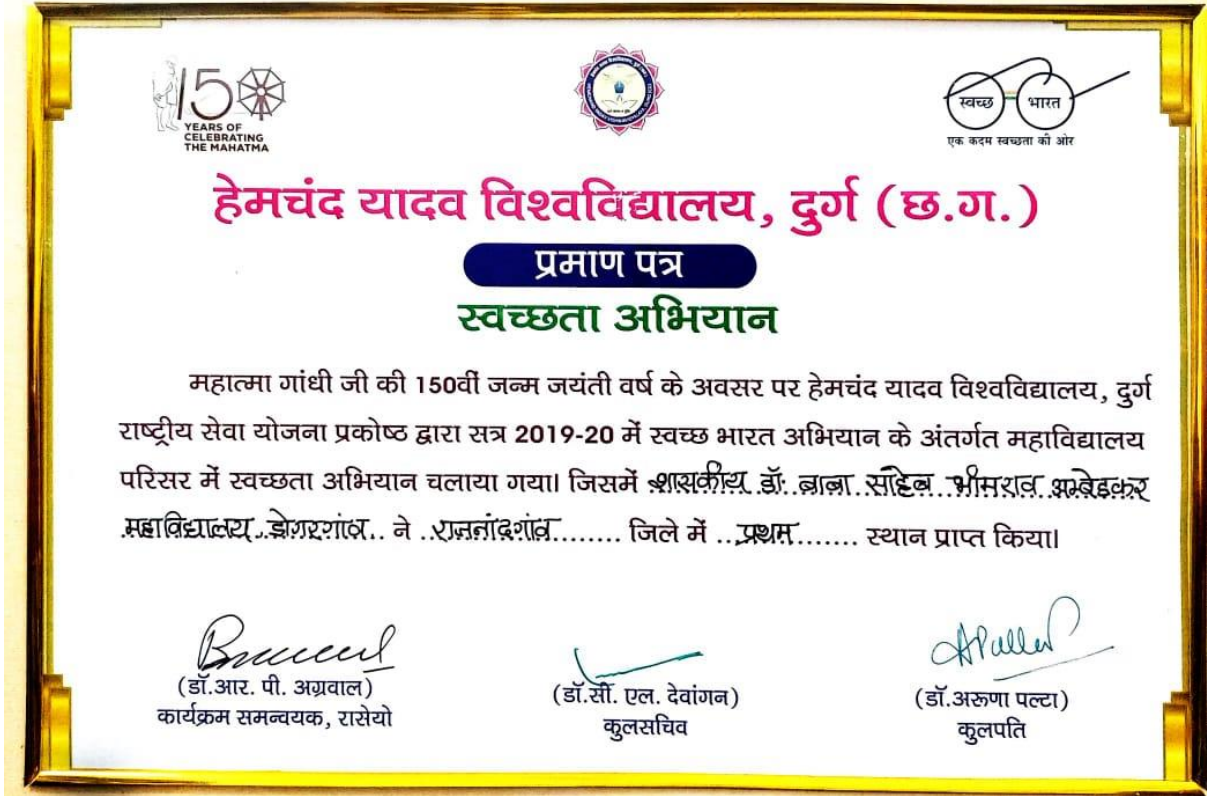 150
YEARS OF
CELEBRATING
THE MAHATMA
स्वच्छ भारत
एक कदम स्वच्छता की ओर
हेमचंद यादव विश्वविद्यालय, दुर्ग (छ.ग.)
प्रमाण पत्र
स्वच्छता अभियान
महात्मा गांधी जी की 150वीं जन्म जयंती वर्ष के अवसर पर हेमचंद यादव विश्वविद्यालय, दुर्ग
राष्ट्रीय सेवा योजना प्रकोष्ठ द्वारा सत्र 2019-20 में स्वच्छ भारत अभियान के अंतर्गत महाविद्यालय
परिसर में स्वच्छता अभियान चलाया गया। जिसमें शासकीय डॉ. बाबा साहेब भीमराव अम्बेडकर
महाविद्यालय, डोंगरगांव.. ने ..राजनांदगांव........ जिले में ...प्रथम....... स्थान प्राप्त किया।
(डॉ.आर. पी. अग्रवाल)
कार्यक्रम समन्वयक, रासेयो
(डॉ.सी. एल. देवांगन)
कुलसचिव
(डॉ.अरूणा पल्टा)
कुलपति